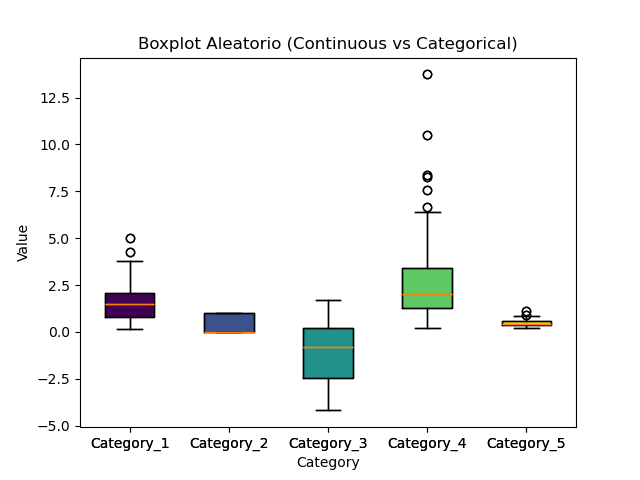 Boxplot Aleatorio (Continuous vs Categorical)
12.5
10.0
7.5
5.0
2.5
0.0
−2.5
−5.0
Value
Category_1 Category_2 Category_3 Category_4 Category_5
Category